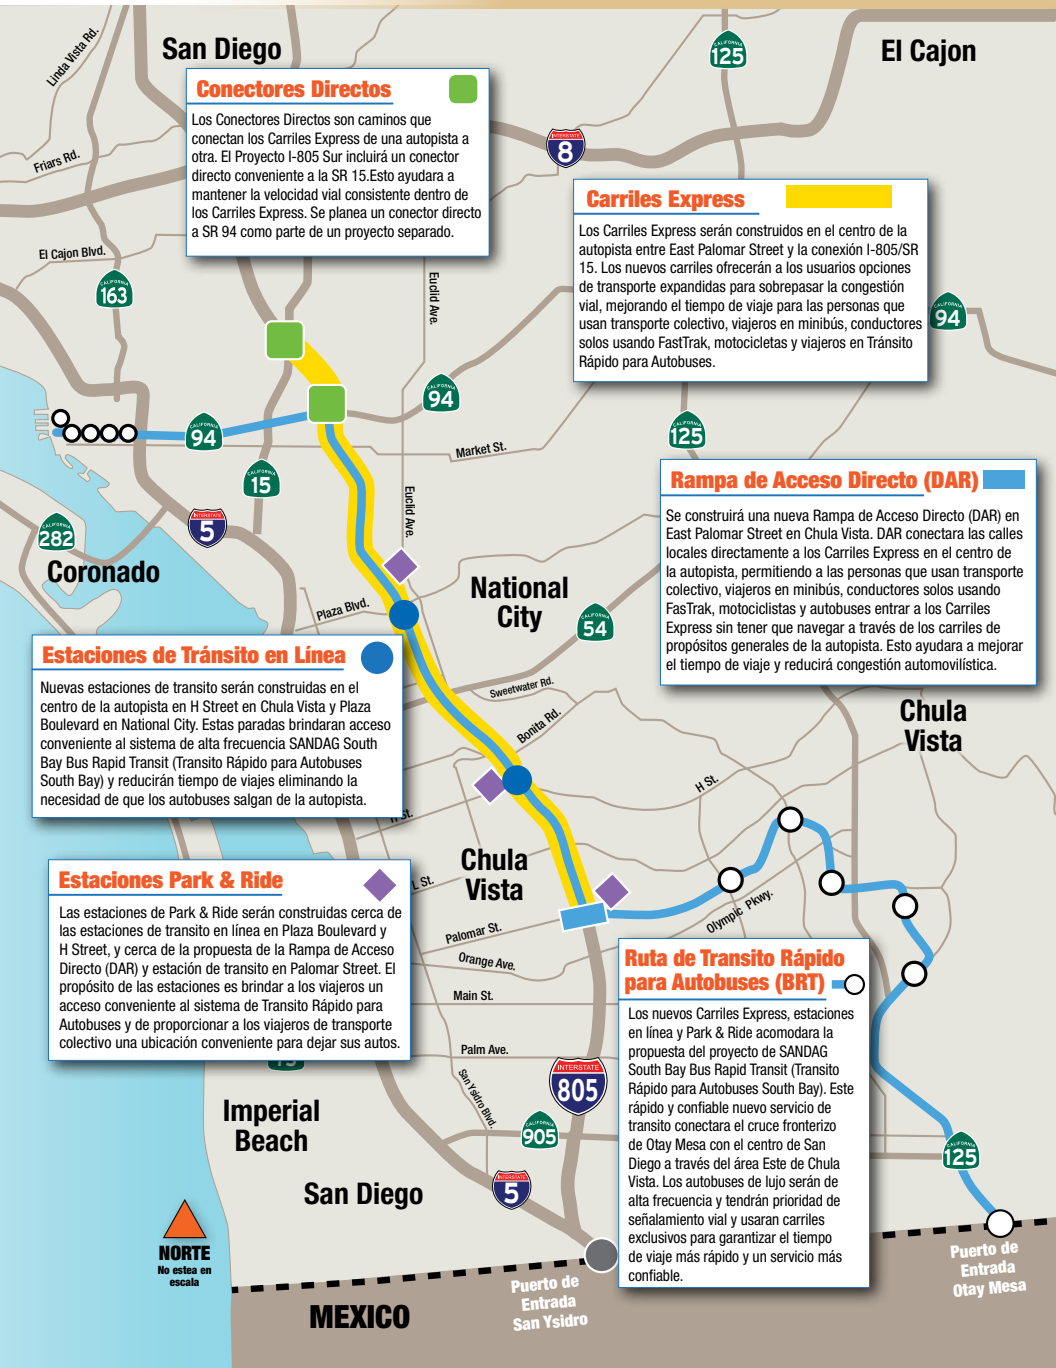 Linda Vista Rd.
San Diego
CALIFORNIA
125
El Cajon
Conectores Directos
Los Conectores Directos son caminos que
conectan los Carriles Express de una autopista a
otra. El Proyecto I-805 Sur incluirá un conector
directo conveniente a la SR 15.Esto ayudara a
mantener la velocidad vial consistente dentro de
los Carriles Express. Se planea un conector directo
a SR 94 como parte de un proyecto separado.
INTERSTATE
8
Friars Rd.
El Cajon Blvd.
CALIFORNIA
163
Euclid Ave.
Carriles Express
Los Carriles Express serán construidos en el centro de la
autopista entre East Palomar Street y la conexión I-805/SR
15. Los nuevos carriles ofrecerán a los usuarios opciones
de transporte expandidas para sobrepasar la congestión
vial, mejorando el tiempo de viaje para las personas que
usan transporte colectivo, viajeros en minibús, conductores
solos usando FastTrak, motocicletas y viajeros en Tránsito
Rápido para Autobuses.
CALIFORNIA
94
CALIFORNIA
94
CALIFORNIA
94
CALIFORNIA
125
Market St.
CALIFORNIA
15
Euclid Ave.
INTERSTATE
5
CALIFORNIA
282
Coronado
Rampa de Acceso Directo (DAR)
Se construirá una nueva Rampa de Acceso Directo (DAR) en
East Palomar Street en Chula Vista. DAR conectara las calles
locales directamente a los Carriles Express en el centro de
la autopista, permitiendo a las personas que usan transporte
colectivo, viajeros en minibús, conductores solos usando
FasTrak, motociclistas y autobuses entrar a los Carriles
Express sin tener que navegar a través de los carriles de
propósitos generales de la autopista. Esto ayudara a mejorar
el tiempo de viaje y reducirá congestión automovilística.
National
City
Plaza Blvd.
CALIFORNIA
54
Estaciones de Tránsito en Línea
Nuevas estaciones de transito serán construidas en el
centro de la autopista en H Street en Chula Vista y Plaza
Boulevard en National City. Estas paradas brindaran acceso
conveniente al sistema de alta frecuencia SANDAG South
Bay Bus Rapid Transit (Transito Rápido para Autobuses
South Bay) y reducirán tiempo de viajes eliminando la
necesidad de que los autobuses salgan de la autopista.
Sweetwater Rd.
Bonita Rd.
Chula
Vista
H St.
St.
Chula
Vista
L St.
Estaciones Park & Ride
Las estaciones de Park & Ride serán construidas cerca de
las estaciones de transito en línea en Plaza Boulevard y
H Street, y cerca de la propuesta de la Rampa de Acceso
Directo (DAR) y estación de transito en Palomar Street. El
propósito de las estaciones es brindar a los viajeros un
acceso conveniente al sistema de Transito Rápido para
Autobuses y de proporcionar a los viajeros de transporte
colectivo una ubicación conveniente para dejar sus autos.
Olympic Pkwy.
Palomar St.
Orange Ave.
Main St.
Palm Ave.
San Ysidro Blvd.
Ruta de Transito Rápido
para Autobuses (BRT)
Los nuevos Carriles Express, estaciones
en línea y Park & Ride acomodara la
propuesta del proyecto de SANDAG
South Bay Bus Rapid Transit (Transito
Rápido para Autobuses South Bay). Este
rápido y confiable nuevo servicio de
transito conectara el cruce fronterizo
de Otay Mesa con el centro de San
Diego a través del área Este de Chula
Vista. Los autobuses de lujo serán de
alta frecuencia y tendrán prioridad de
señalamiento vial y usaran carriles
exclusivos para garantizar el tiempo
de viaje más rápido y un servicio más
confiable.
INTERSTATE
805
Imperial
Beach
CALIFORNIA
905
CALIFORNIA
125
San Diego
INTERSTATE
5
NORTE
No estea en
escala
MEXICO
Puerto de
Entrada
San Ysidro
Puerto de
Entrada
Otay Mesa